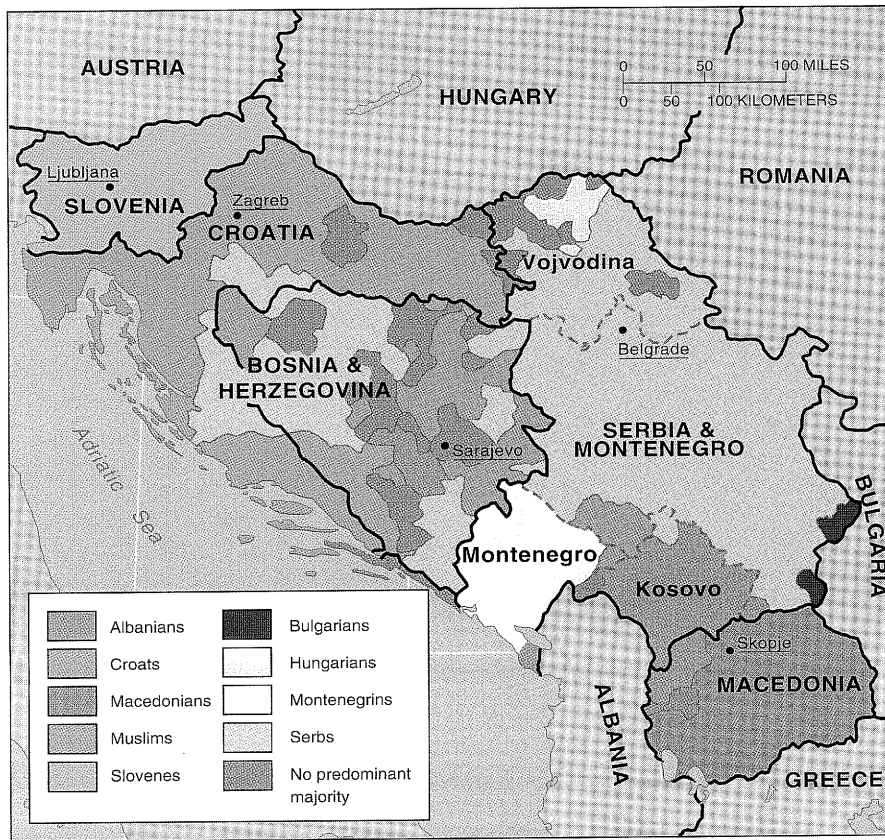 AUSTRIA
HUNGARY
0 50 100 MILES
0 50 100 KILOMETERS
ROMANIA
Ljubljana
SLOVENIA
Zagreb
CROATIA
Vojvodina
Belgrade
BOSNIA &
HERZEGOVINA
SERBIA &
MONTENEGRO
Sarajevo
Adriatic Sea
BULGARIA
Montenegro
Kosovo
Skopje
MACEDONIA
ALBANIA
GREECE
Albanians
Croats
Macedonians
Muslims
Slovenes
Bulgarians
Hungarians
Montenegrins
Serbs
No predominant
majority